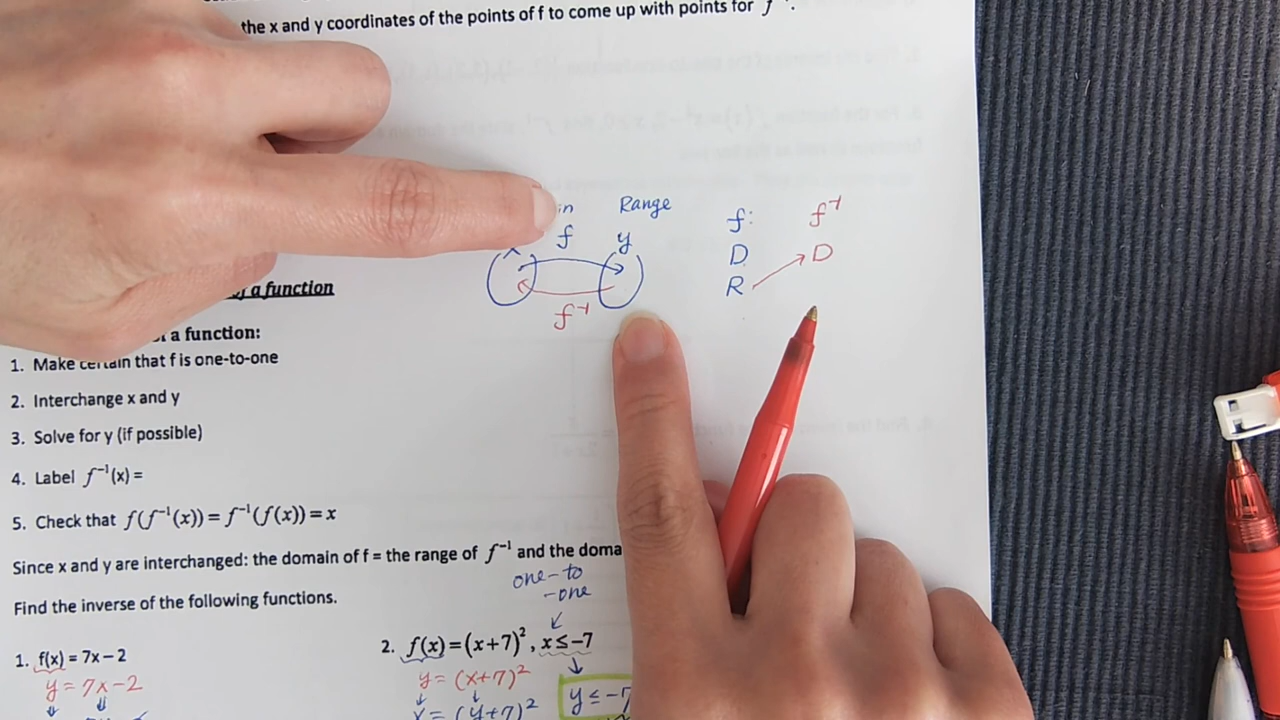 the x and y coordinates of the points of f to come up with points for f
in Range f: f⁻¹
f y D D
R
f⁻¹
of a function
a function:
1. Make certain that f is one-to-one
2. Interchange x and y
3. Solve for y (if possible)
4. Label f⁻¹(x) =
5. Check that f(f⁻¹(x)) = f⁻¹(f(x)) = x
Since x and y are interchanged: the domain of f = the range of f⁻¹ and the doma
one-to
-one
Find the inverse of the following functions.
1. f(x) = 7x – 2
y = 7x - 2
2. f(x) = (x+7)², x ≤ -7
y = (x+7)²
y ≤ -7
x = (y+7)²